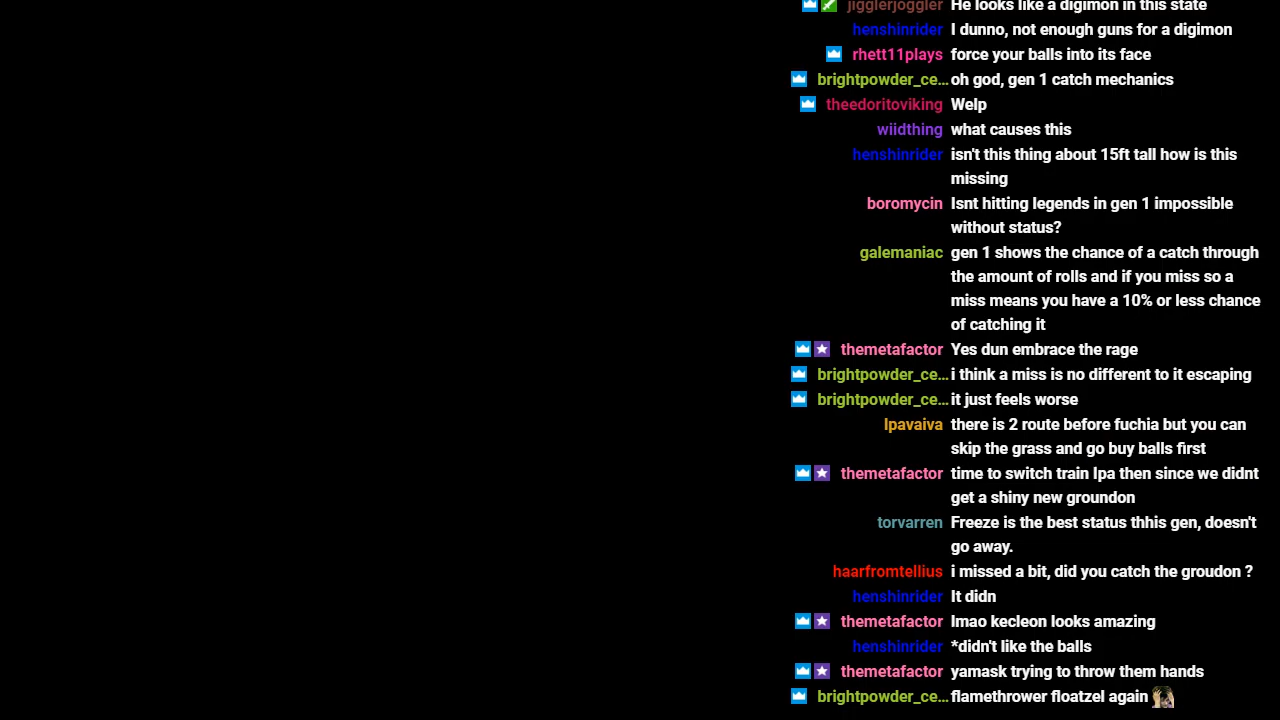 jigglerjoggler He looks like a digimon in this state
henshinrider I dunno, not enough guns for a digimon
rhett11plays force your balls into its face
brightpowder_ce... oh god, gen 1 catch mechanics
theedoritoviking Welp
wiidthing what causes this
henshinrider isn't this thing about 15ft tall how is this
missing
boromycin Isnt hitting legends in gen 1 impossible
without status?
galemaniac gen 1 shows the chance of a catch through
the amount of rolls and if you miss so a
miss means you have a 10% or less chance
of catching it
themetafactor Yes dun embrace the rage
brightpowder_ce... i think a miss is no different to it escaping
brightpowder_ce... it just feels worse
lpavaiva there is 2 route before fuchia but you can
skip the grass and go buy balls first
themetafactor time to switch train lpa then since we didnt
get a shiny new groundon
torvarren Freeze is the best status thhis gen, doesn't
go away.
haarfromtellius i missed a bit, did you catch the groudon ?
henshinrider It didn
themetafactor lmao kecleon looks amazing
henshinrider *didn't like the balls
themetafactor yamask trying to throw them hands
brightpowder_ce... flamethrower floatzel again